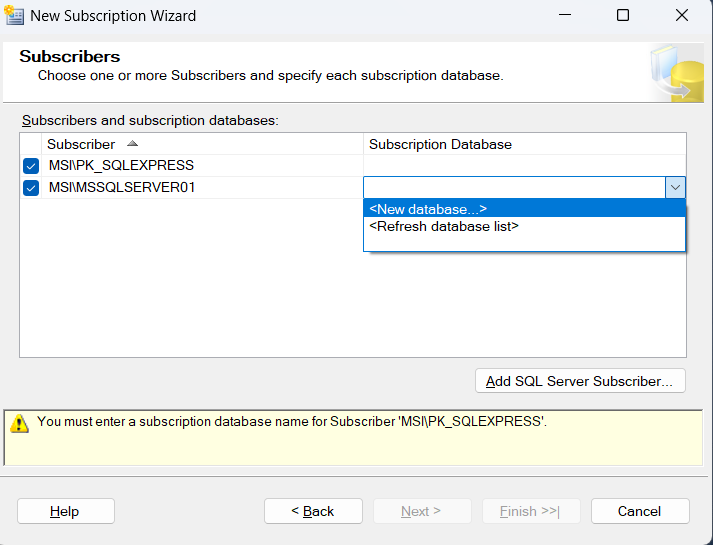 New Subscription Wizard
Subscribers
Choose one or more Subscribers and specify each subscription database.
Subscribers and subscription databases:
Subscriber Subscription Database
MSI\PK_SQLEXPRESS
MSI\MSSQLSERVER01
<New database...>
<Refresh database list>
Add SQL Server Subscriber...
You must enter a subscription database name for Subscriber 'MSI\PK_SQLEXPRESS'.
Help < Back Next > Finish >>| Cancel